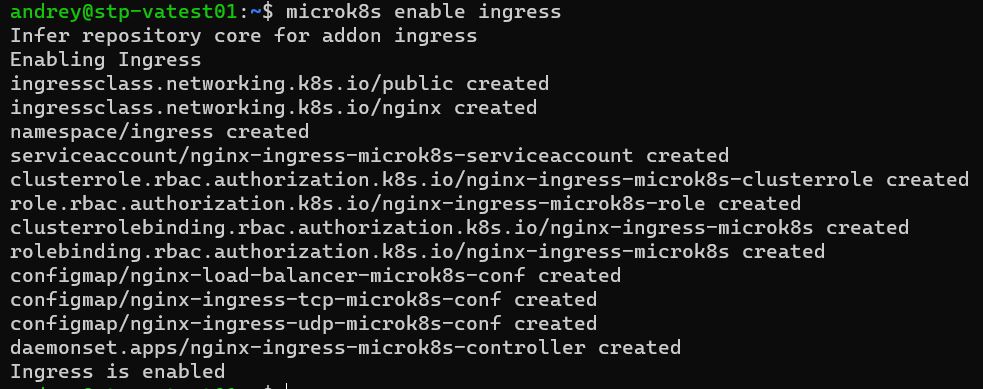 andrey@stp-vatest01:~$ microk8s enable ingress
Infer repository core for addon ingress
Enabling Ingress
ingressclass.networking.k8s.io/public created
ingressclass.networking.k8s.io/nginx created
namespace/ingress created
serviceaccount/nginx-ingress-microk8s-serviceaccount created
clusterrole.rbac.authorization.k8s.io/nginx-ingress-microk8s-clusterrole created
role.rbac.authorization.k8s.io/nginx-ingress-microk8s-role created
clusterrolebinding.rbac.authorization.k8s.io/nginx-ingress-microk8s created
rolebinding.rbac.authorization.k8s.io/nginx-ingress-microk8s created
configmap/nginx-load-balancer-microk8s-conf created
configmap/nginx-ingress-tcp-microk8s-conf created
configmap/nginx-ingress-udp-microk8s-conf created
daemonset.apps/nginx-ingress-microk8s-controller created
Ingress is enabled
andrey@stp-vatest01:~$